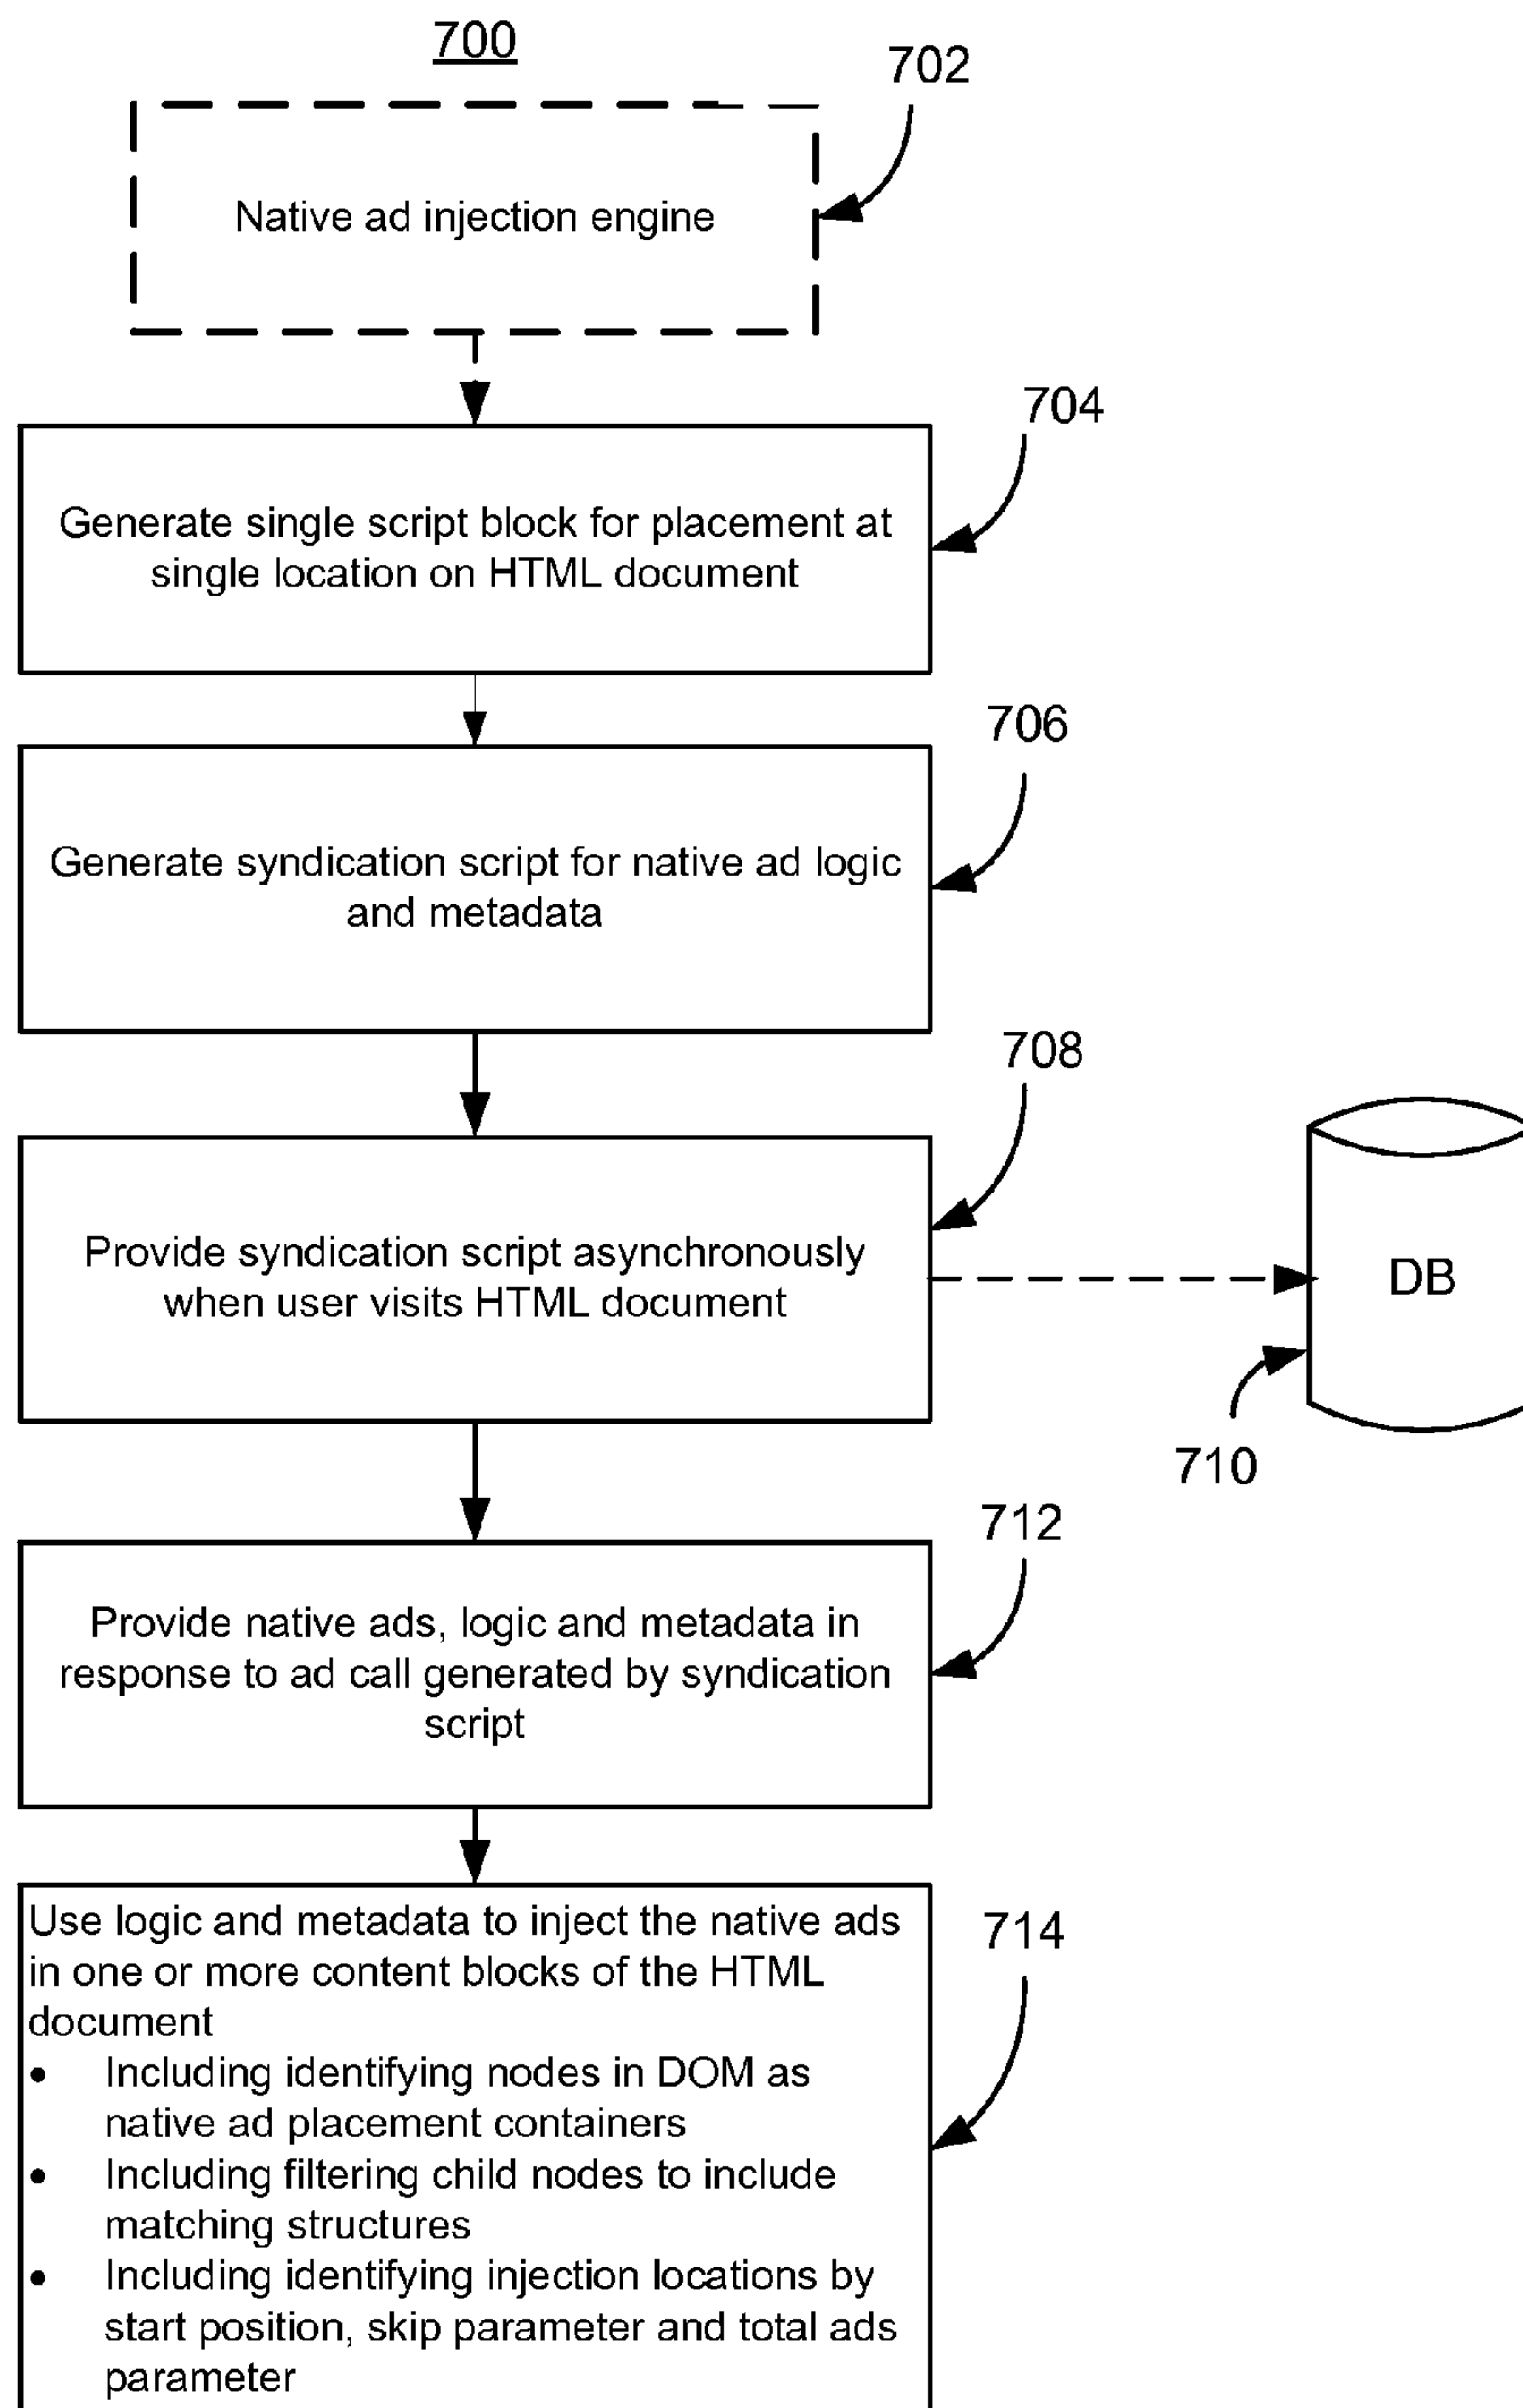 700
702
Native ad injection engine
704
Generate single script block for placement at
single location on HTML document
706
Generate syndication script for native ad logic
and metadata
708
Provide syndication script asynchronously
when user visits HTML document
DB
710
712
Provide native ads, logic and metadata in
response to ad call generated by syndication
script
714
Use logic and metadata to inject the native ads
in one or more content blocks of the HTML
document
• Including identifying nodes in DOM as
native ad placement containers
• Including filtering child nodes to include
matching structures
• Including identifying injection locations by
start position, skip parameter and total ads
parameter